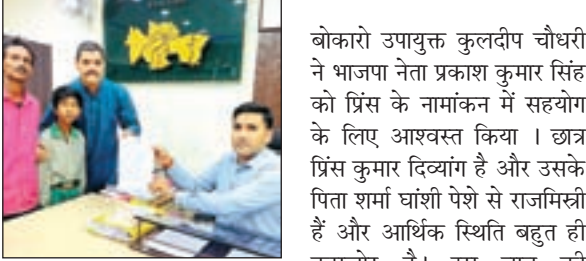 बोकारो उपायुक्त कुलदीप चौधरी
ने भाजपा नेता प्रकाश कुमार सिंह
को प्रिंस के नामांकन में सहयोग
के लिए आश्वस्त किया । छात्र
प्रिंस कुमार दिव्यांग है और उसके
पिता शर्मा घांशी पेशे से राजमिस्त्री
हैं और आर्थिक स्थिति बहुत ही